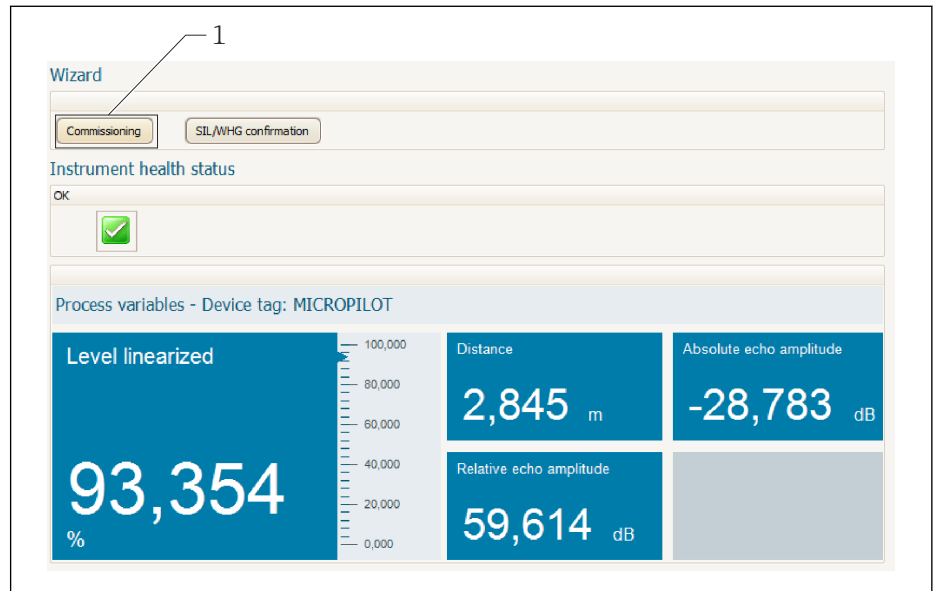 1
Wizard
Commissioning
SIL/WHG confirmation
Instrument health status
OK
Process variables - Device tag: MICROPILOT
Level linearized
93,354
%
100,000
80,000
60,000
40,000
20,000
0,000
Distance
2,845 m
Absolute echo amplitude
-28,783 dB
Relative echo amplitude
59,614 dB